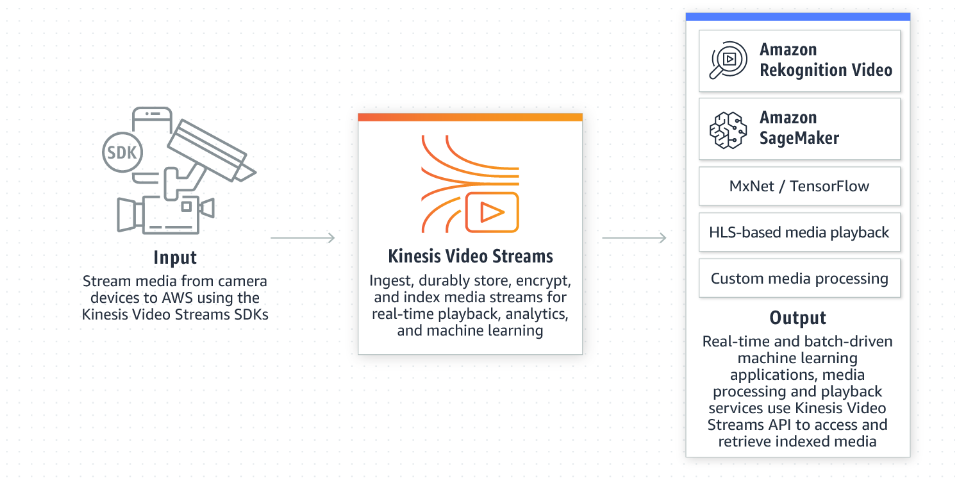 SDK
Input
Stream media from camera
devices to AWS using the
Kinesis Video Streams SDKs
Kinesis Video Streams
Ingest, durably store, encrypt,
and index media streams for
real-time playback, analytics,
and machine learning
Amazon
Rekognition Video
Amazon
SageMaker
MxNet / TensorFlow
HLS-based media playback
Custom media processing
Output
Real-time and batch-driven
machine learning
applications, media
processing and playback
services use Kinesis Video
Streams API to access and
retrieve indexed media